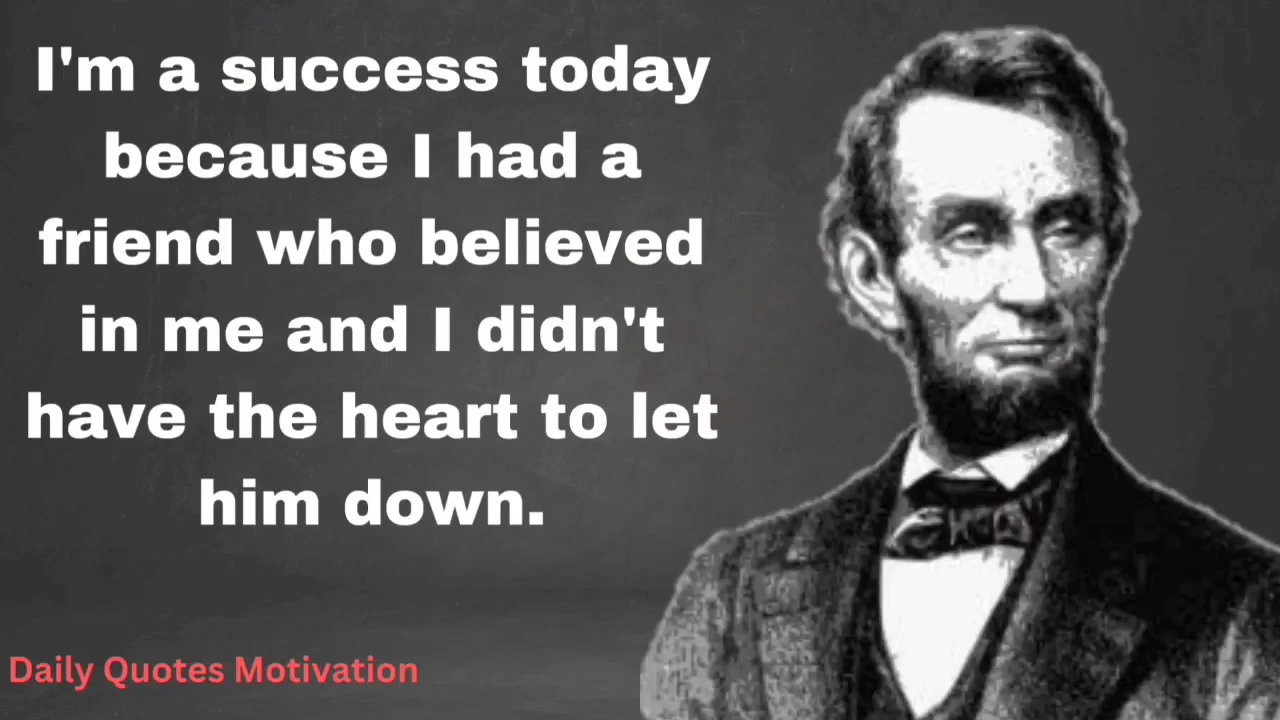 I'm a success today
because I had a
friend who believed
in me and I didn't
have the heart to let
him down.
Daily Quotes Motivation